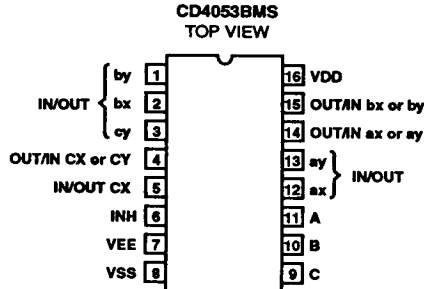 CD4053BMS
TOP VIEW
by 1
bx 2
cy 3
IN/OUT
OUT/IN CX or CY 4
IN/OUT CX 5
INH 6
VEE 7
VSS 8
16 VDD
15 OUT/IN bx or by
14 OUT/IN ax or ay
13 ay
12 ax
IN/OUT
11 A
10 B
9 C